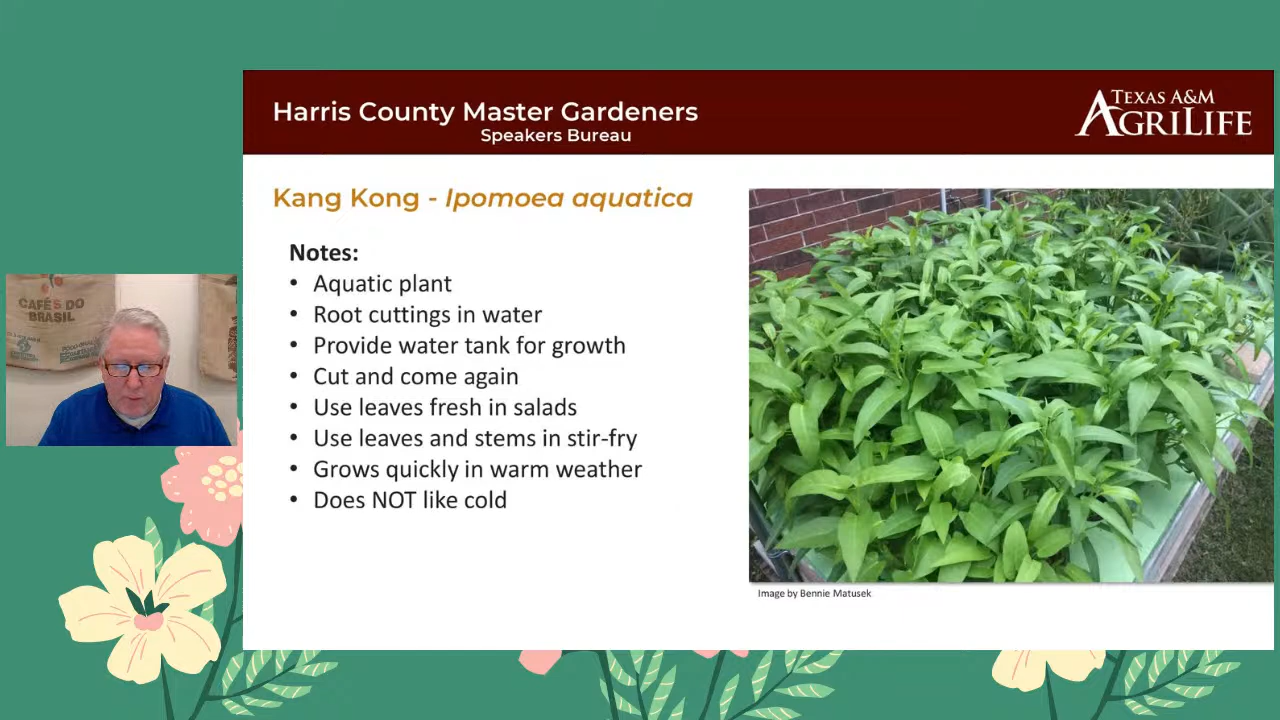 Harris County Master Gardeners
Speakers Bureau
TEXAS A&M
AGRILIFE
Kang Kong - Ipomoea aquatica
Notes:
• Aquatic plant
• Root cuttings in water
• Provide water tank for growth
• Cut and come again
• Use leaves fresh in salads
• Use leaves and stems in stir-fry
• Grows quickly in warm weather
• Does NOT like cold
Image by Bennie Matusek
CAFÉS DO
BRASIL